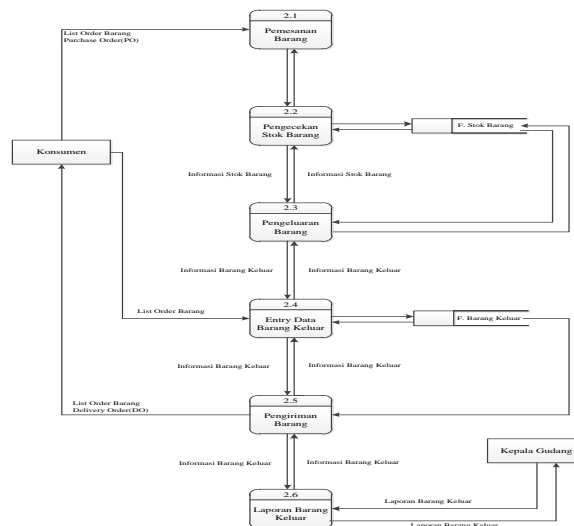 2.1
Pemesanan
Barang
List Order Barang
Purchase Order(PO)
2.2
Pengecekan
Stok Barang
F. Stok Barang
Konsumen
Informasi Stok Barang
Informasi Stok Barang
2.3
Pengeluaran
Barang
Informasi Barang Keluar
Informasi Barang Keluar
2.4
Entry Data
Barang Keluar
List Order Barang
F. Barang Keluar
Informasi Barang Keluar
Informasi Barang Keluar
2.5
Pengiriman
Barang
List Order Barang
Delivery Order(DO)
Informasi Barang Keluar
Informasi Barang Keluar
Kepala Gudang
2.6
Laporan Barang
Keluar
Laporan Barang Keluar
Laporan Barang Keluar